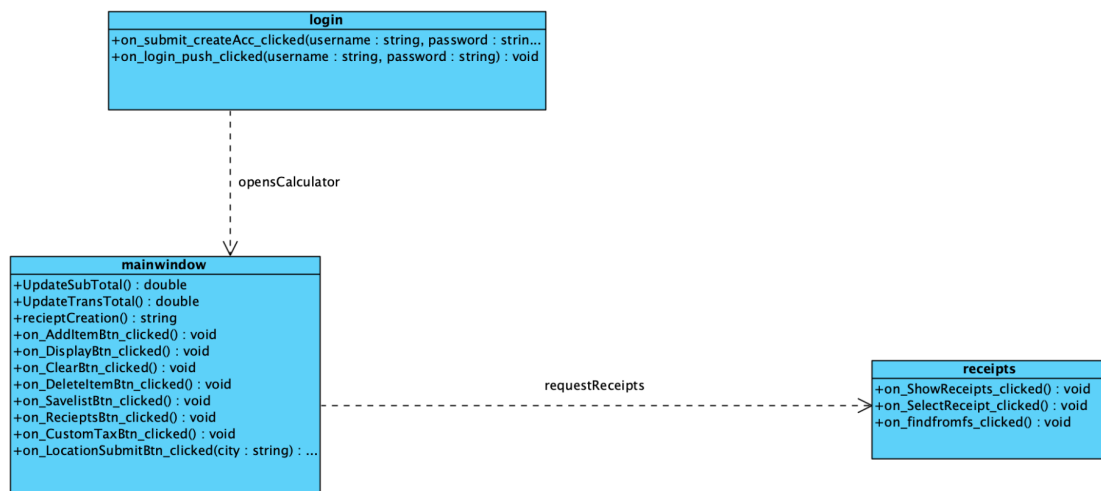 login
+on_submit_createAcc_clicked(username : string, password : strin...
+on_login_push_clicked(username : string, password : string) : void
opensCalculator
mainwindow
+UpdateSubTotal() : double
+UpdateTransTotal() : double
+recieptCreation() : string
+on_AddItemBtn_clicked() : void
+on_DisplayBtn_clicked() : void
+on_ClearBtn_clicked() : void
+on_DeleteItemBtn_clicked() : void
+on_SavelistBtn_clicked() : void
+on_RecieptsBtn_clicked() : void
+on_CustomTaxBtn_clicked() : void
+on_LocationSubmitBtn_clicked(city : string) : ...
requestReceipts
receipts
+on_ShowReceipts_clicked() : void
+on_SelectReceipt_clicked() : void
+on_findfromfs_clicked() : void